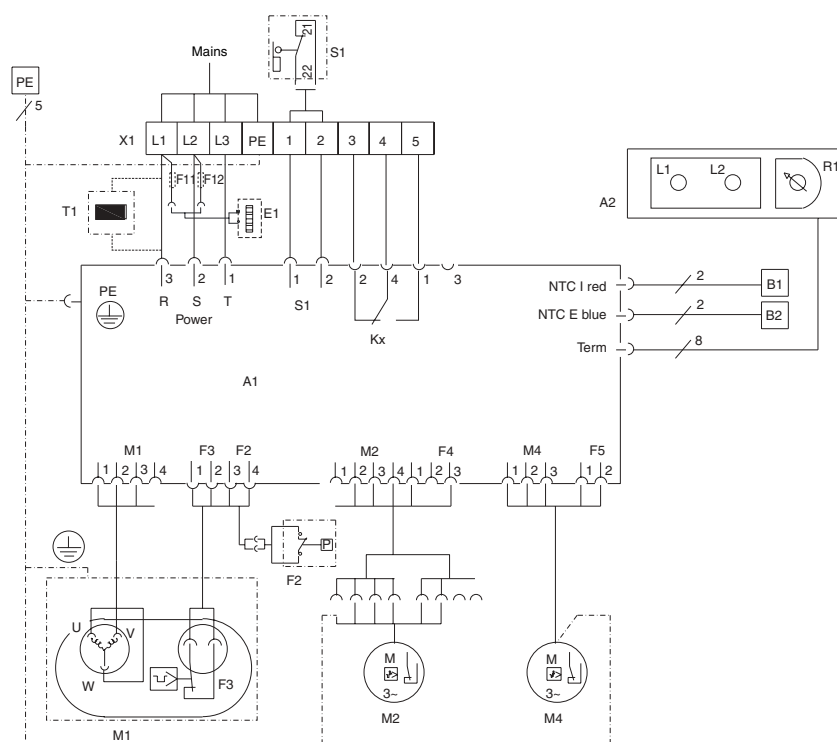 Mains
21
22
S1
PE
5
X1 L1 L2 L3 PE 1 2 3 4 5
F11 F12
T1
E1
A2
L1 L2
R1
3 2 1 1 2 2 4 1 3
PE
R S T S1
Power
Kx
NTC I red 2 B1
NTC E blue 2 B2
Term 8
A1
M1 F3 F2 M2 F4 M4 F5
1 2 3 4 1 2 3 4 1 2 3 4 1 2 3 1 2 3 1 2
P
F2
U V
W
F3
M1
M
3~
M2
M
3~
M4